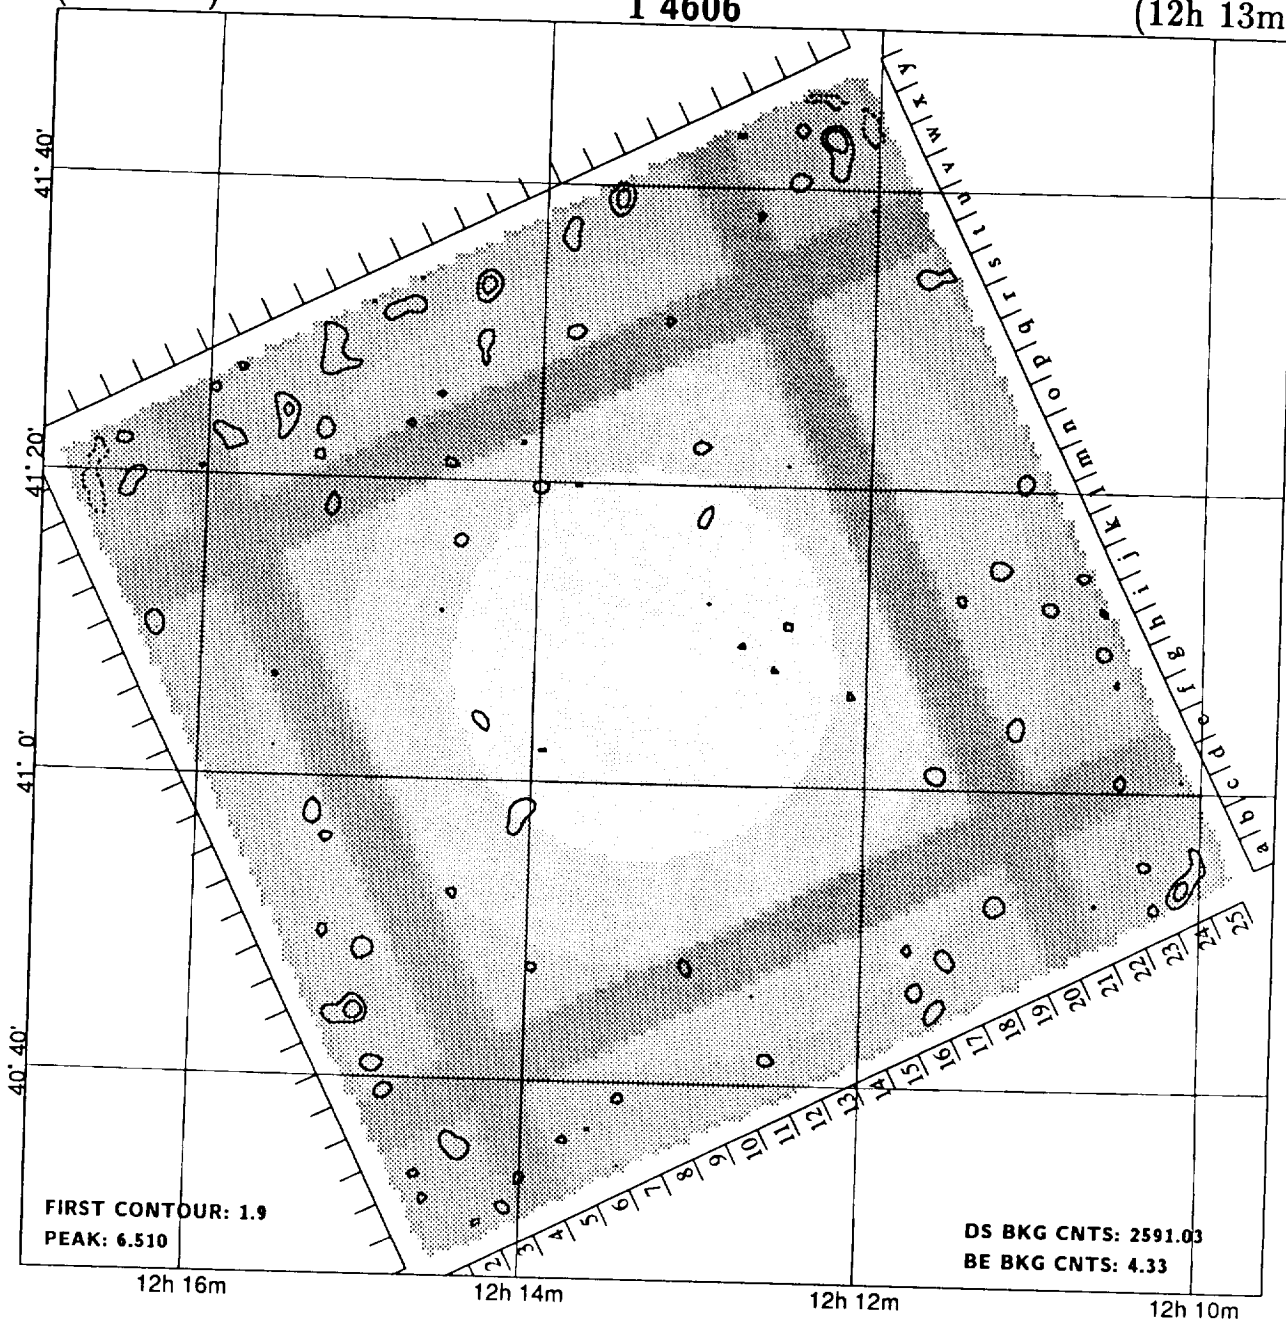 I 4606
(12h 13m
41° 40'
41° 20'
41° 0'
40° 40'
y|x|w|v|u|t|s|r|q|p|o|n|m|l|k|j|i|h|g|f|e|d|c|b|a
2|3|4|5|6|7|8|9|10|11|12|13|14|15|16|17|18|19|20|21|22|23|24|25
FIRST CONTOUR: 1.9
PEAK: 6.510
DS BKG CNTS: 2591.03
BE BKG CNTS: 4.33
12h 16m
12h 14m
12h 12m
12h 10m